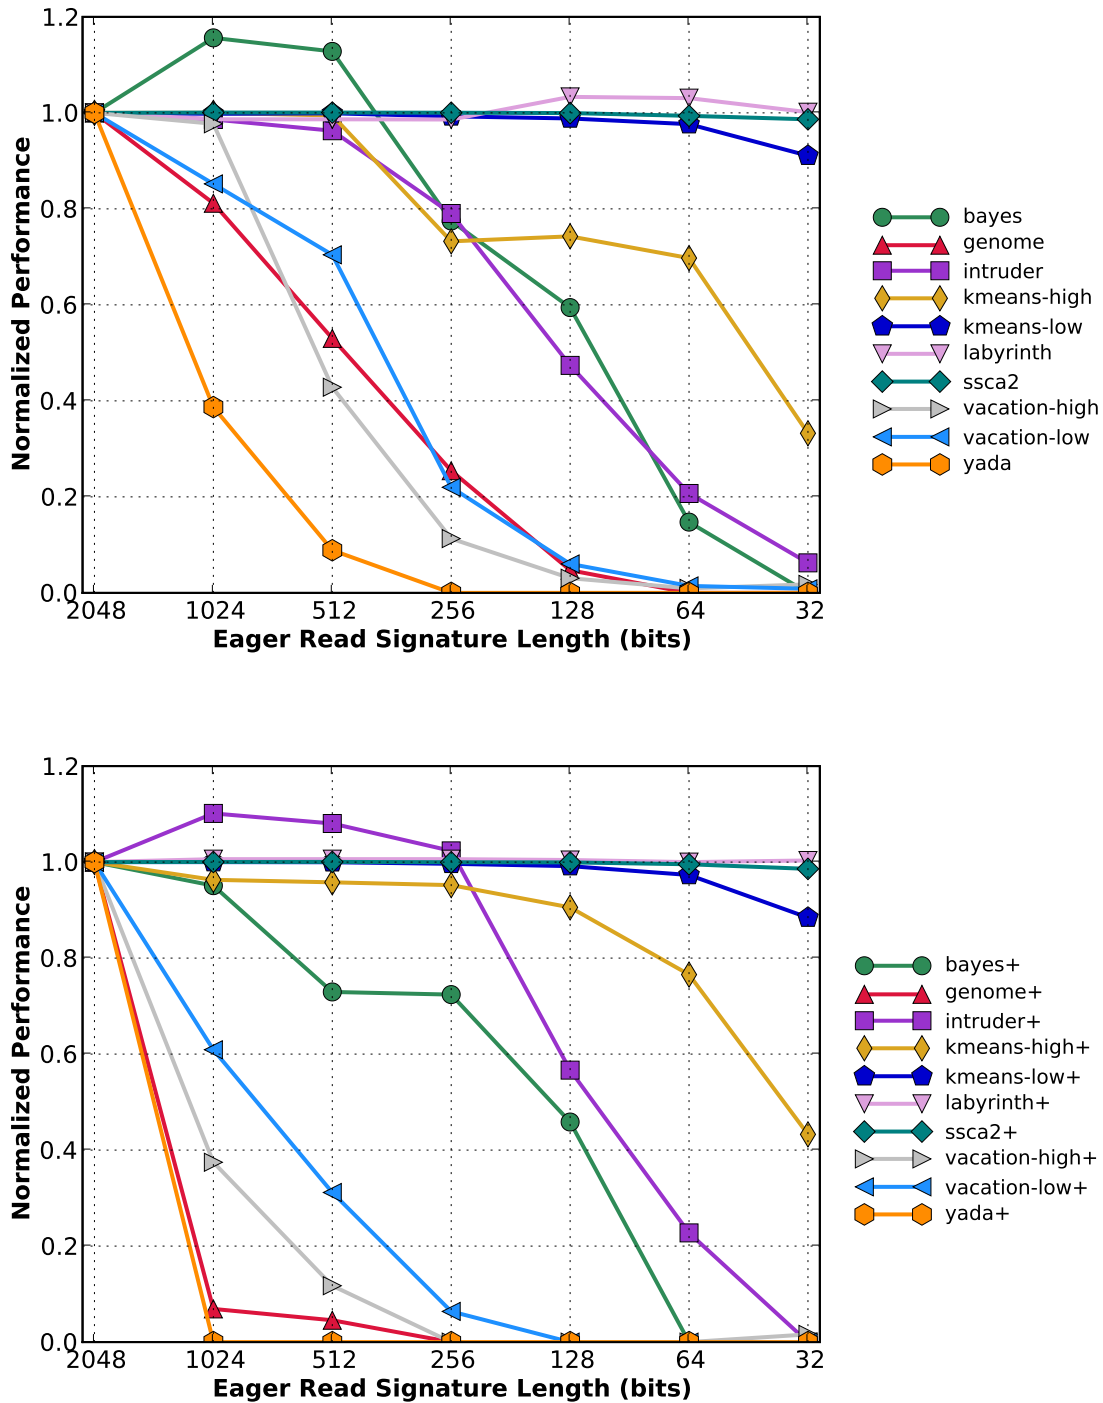 1.2
1.0
0.8
0.6
0.4
0.2
0.0
Normalized Performance
2048 1024 512 256 128 64 32
Eager Read Signature Length (bits)
bayes
genome
intruder
kmeans-high
kmeans-low
labyrinth
ssca2
vacation-high
vacation-low
yada
1.2
1.0
0.8
0.6
0.4
0.2
0.0
Normalized Performance
2048 1024 512 256 128 64 32
Eager Read Signature Length (bits)
bayes+
genome+
intruder+
kmeans-high+
kmeans-low+
labyrinth+
ssca2+
vacation-high+
vacation-low+
yada+